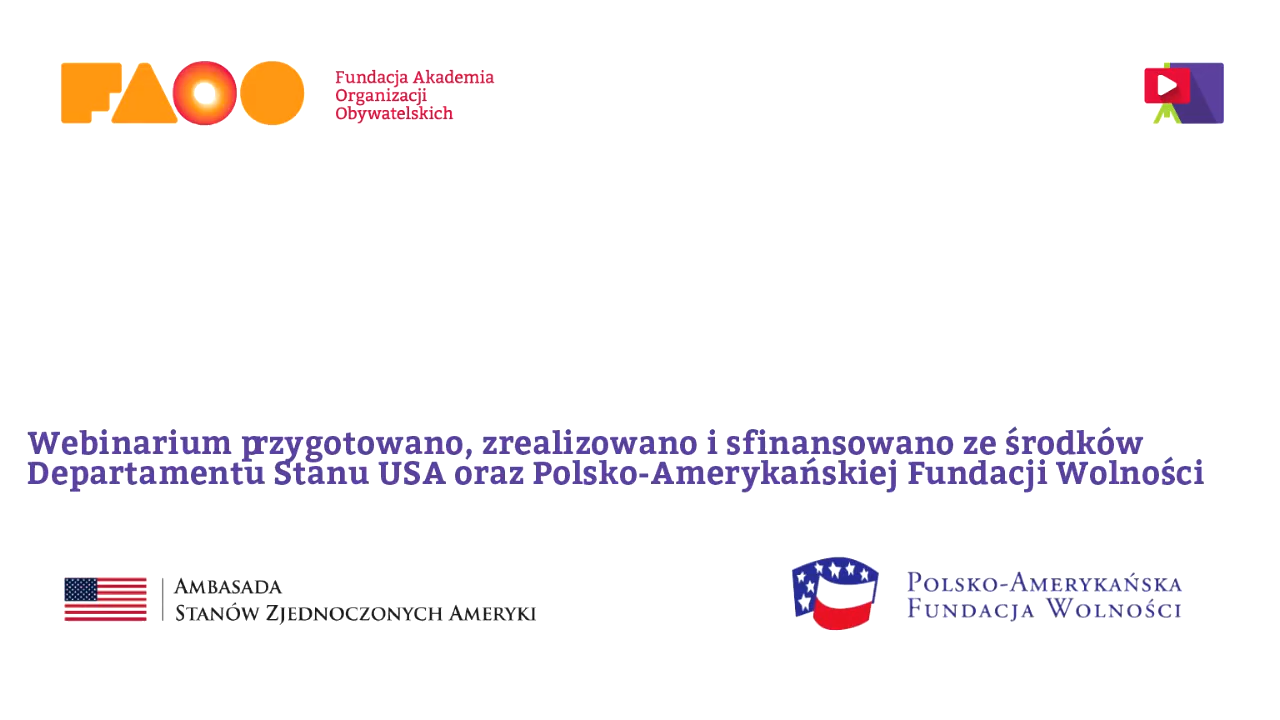 FAOO
Fundacja Akademia
Organizacji
Obywatelskich
Webinarium przygotowano, zrealizowano i sfinansowano ze środków
Departamentu Stanu USA oraz Polsko-Amerykańskiej Fundacji Wolności
Ambasada
Stanów Zjednoczonych Ameryki
Polsko-Amerykańska
Fundacja Wolności